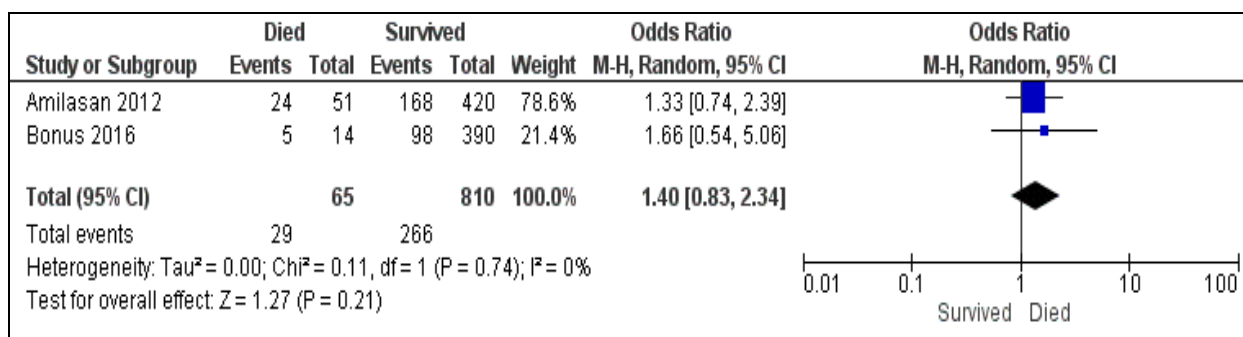 Died Survived Odds Ratio Odds Ratio
Study or Subgroup Events Total Events Total Weight M-H, Random, 95% CI M-H, Random, 95% CI
Amilasan 2012 24 51 168 420 78.6% 1.33 [0.74, 2.39]
Bonus 2016 5 14 98 390 21.4% 1.66 [0.54, 5.06]
Total (95% CI) 65 810 100.0% 1.40 [0.83, 2.34]
Total events 29 266
Heterogeneity: Tau² = 0.00; Chi² = 0.11, df = 1 (P = 0.74); I² = 0%
Test for overall effect: Z = 1.27 (P = 0.21)
0.01 0.1 1 10 100
Survived Died